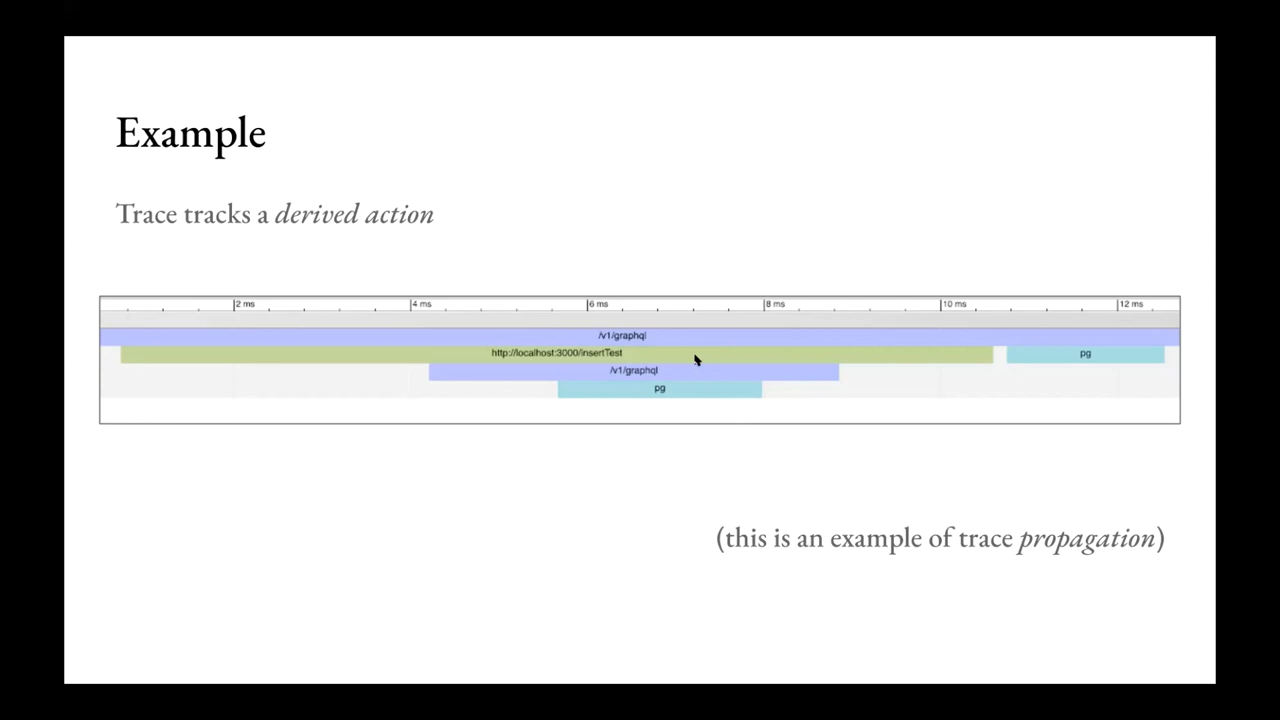 Example
Trace tracks a derived action
2 ms 4 ms 6 ms 8 ms 10 ms 12 ms
/v1/graphql
http://localhost:3000/insertTest pg
/v1/graphql
pg
(this is an example of trace propagation)